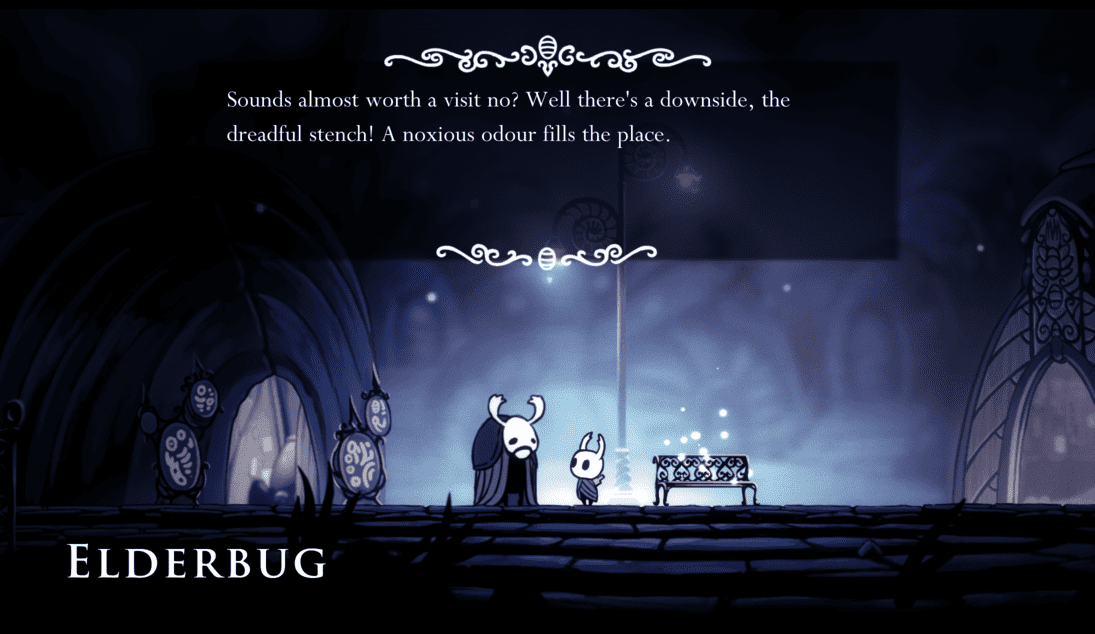 Sounds almost worth a visit no? Well there's a downside, the
dreadful stench! A noxious odour fills the place.
ELDERBUG